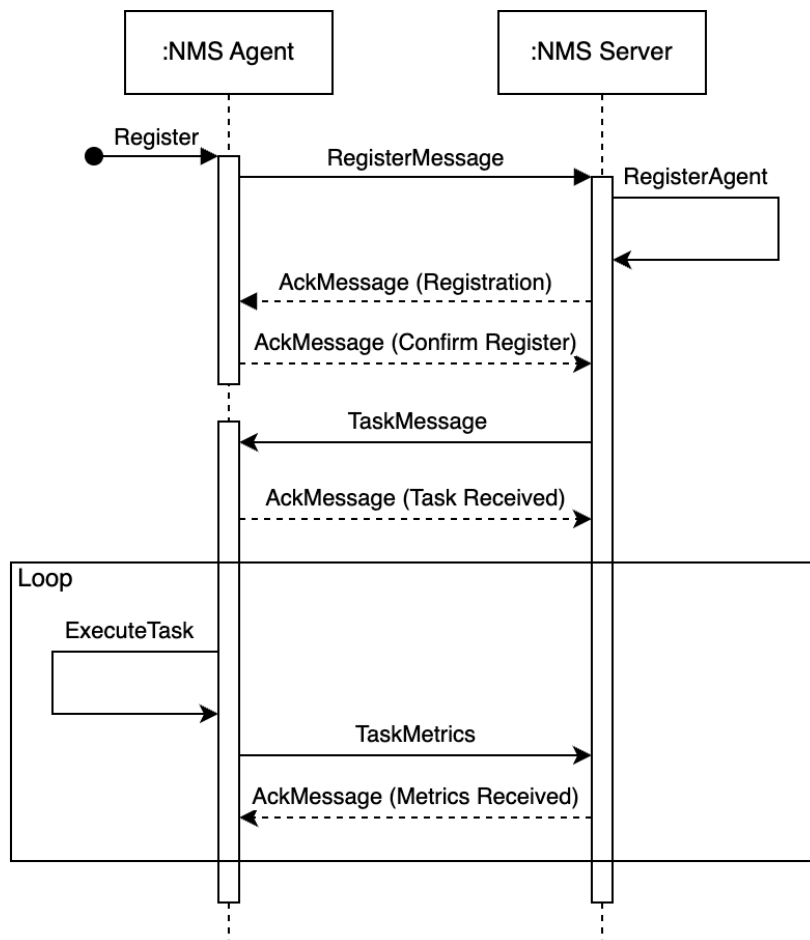 :NMS Agent
:NMS Server
Register
RegisterMessage
RegisterAgent
AckMessage (Registration)
AckMessage (Confirm Register)
TaskMessage
AckMessage (Task Received)
Loop
ExecuteTask
TaskMetrics
AckMessage (Metrics Received)